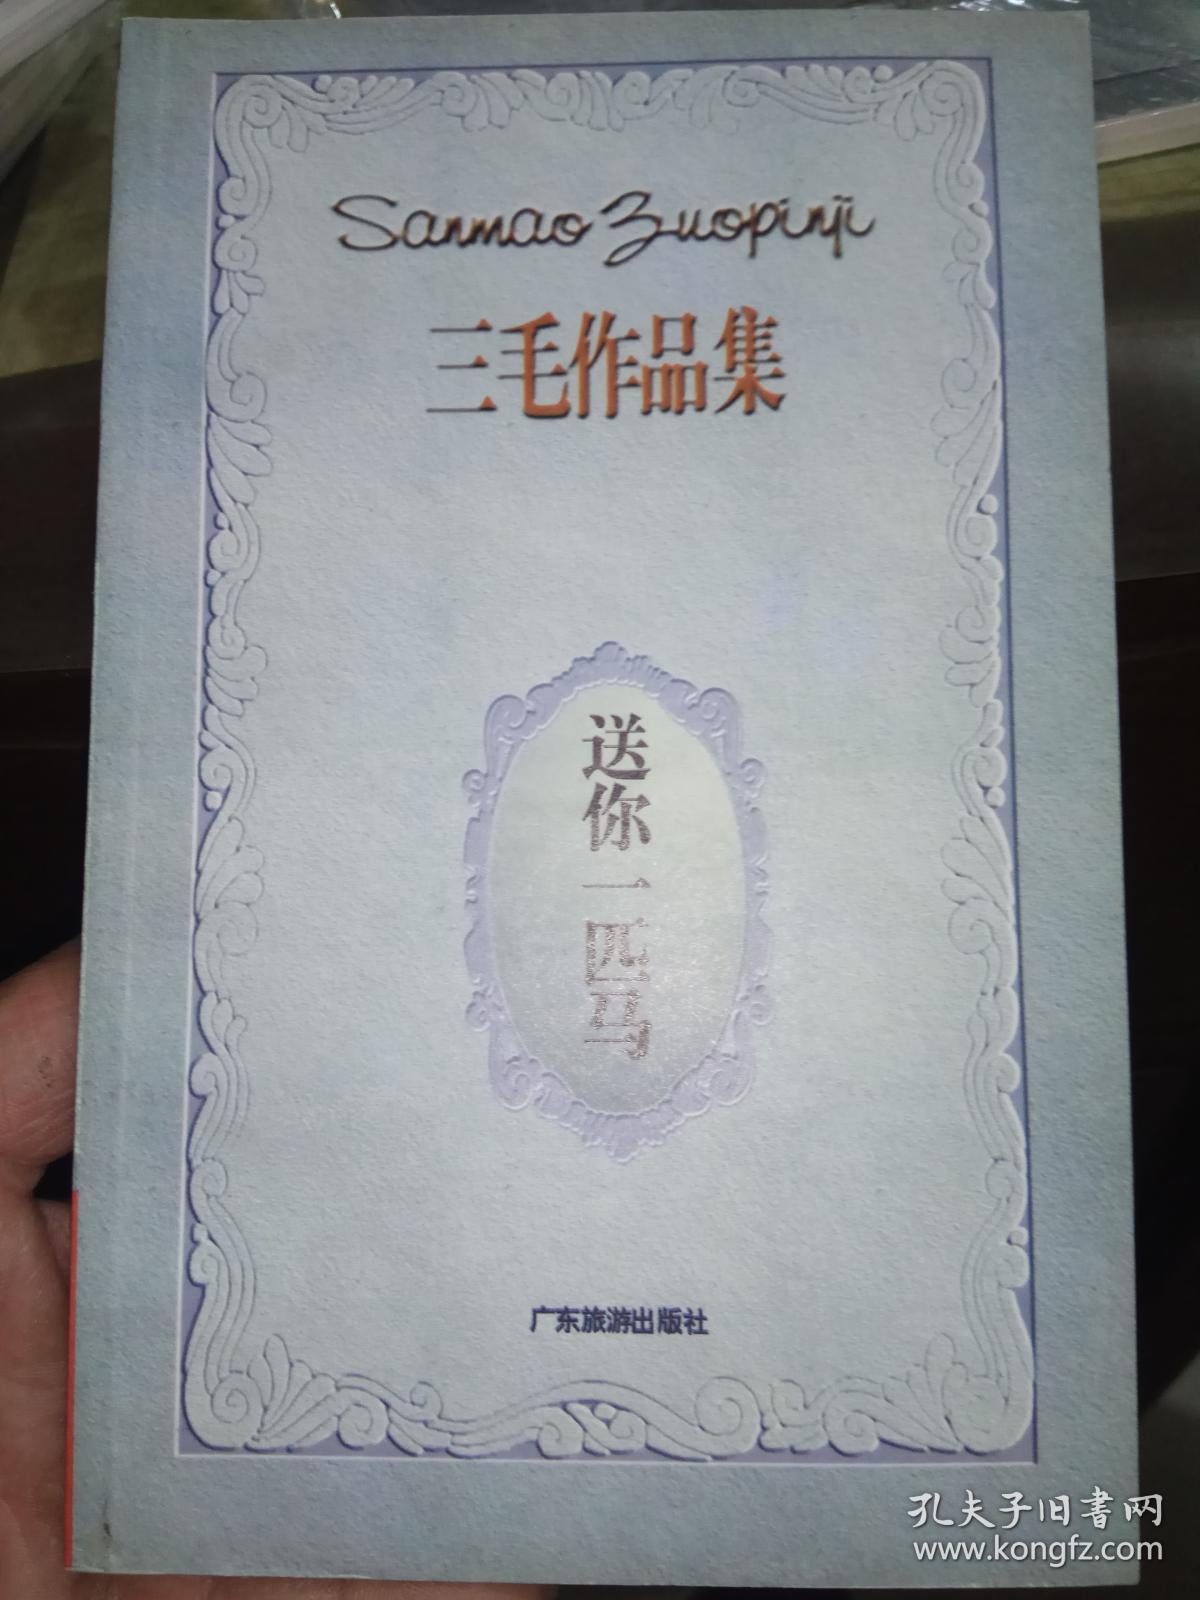 Sanmao Zuopinji
三毛作品集
送你一匹马
广东旅游出版社
孔夫子旧书网
www.kongfz.com